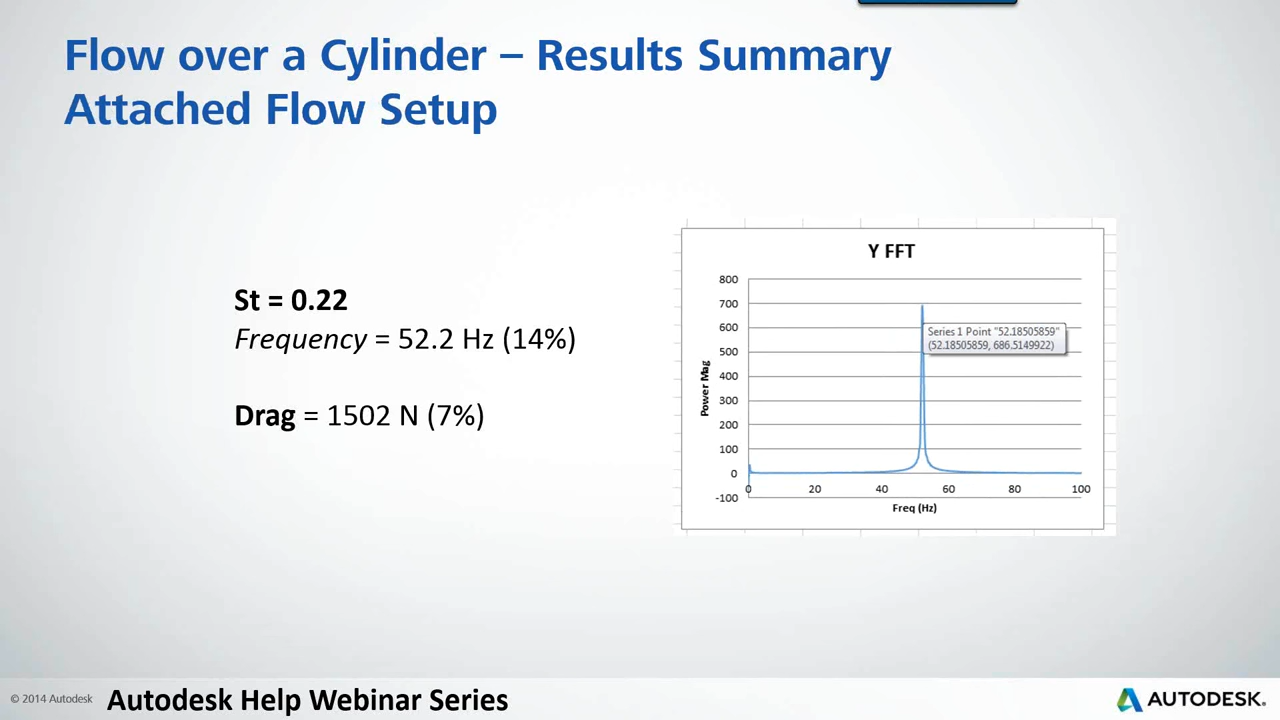 Flow over a Cylinder – Results Summary
Attached Flow Setup
St = 0.22
Frequency = 52.2 Hz (14%)
Drag = 1502 N (7%)
Y FFT
800
700
600
500
400
300
200
100
0
-100
Power Mag
Series 1 Point "52.18505859"
(52.18505859, 686.5149922)
0 20 40 60 80 100
Freq (Hz)
© 2014 Autodesk
Autodesk Help Webinar Series
AUTODESK.